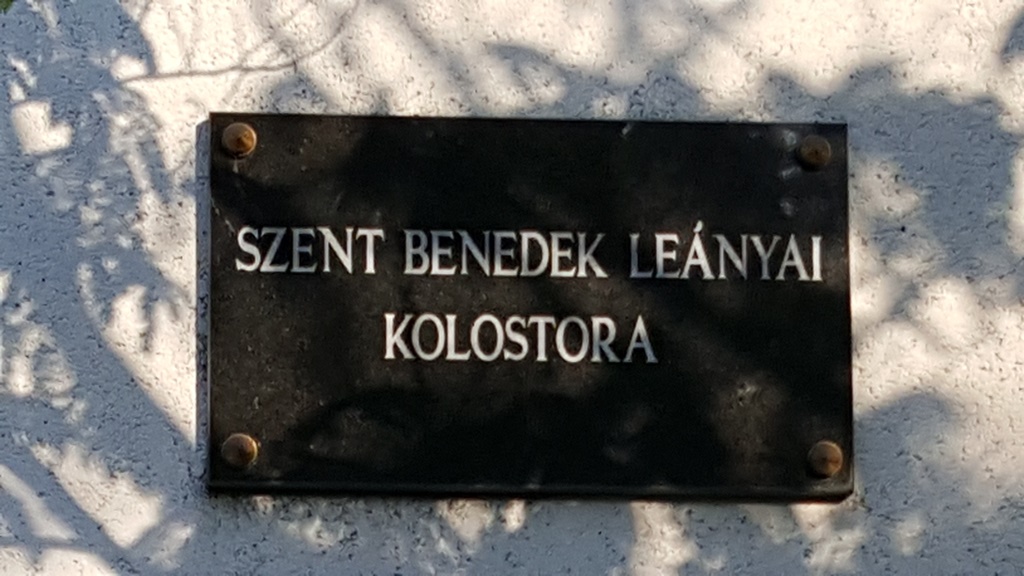 SZENT BENEDEK LEÁNYAI
KOLOSTORA